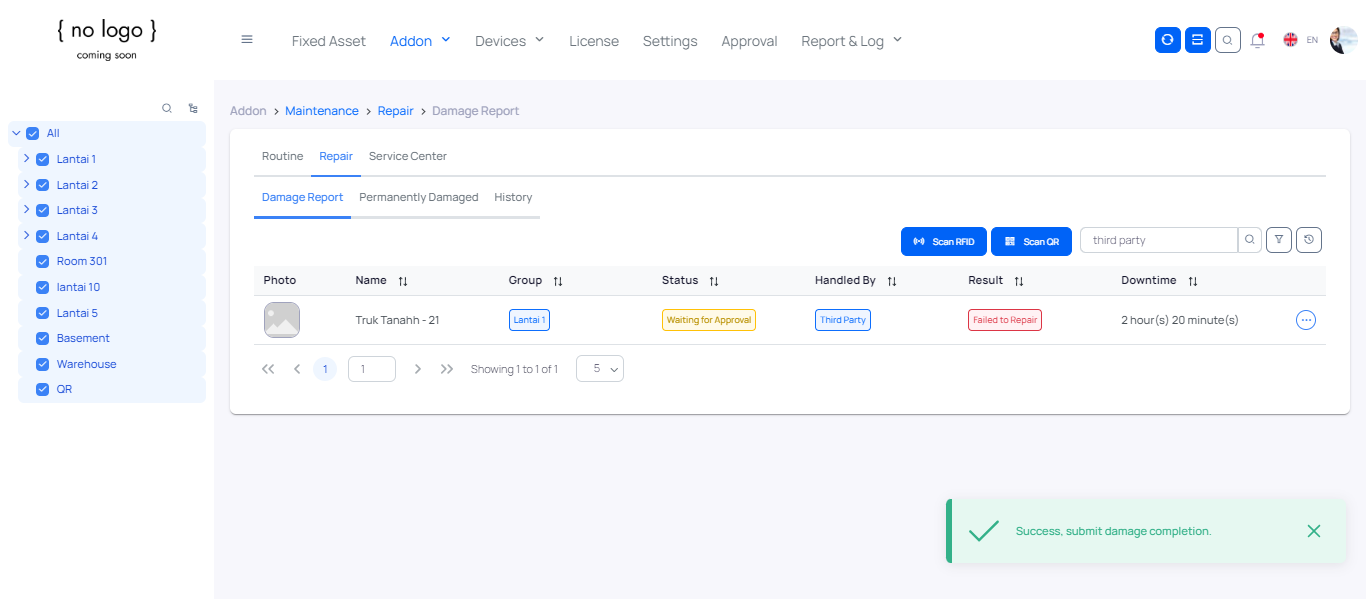 { no logo }
coming soon
Fixed Asset Addon Devices License Settings Approval Report & Log EN
Addon > Maintenance > Repair > Damage Report
All
Lantai 1
Lantai 2
Lantai 3
Lantai 4
Room 301
lantai 10
Lantai 5
Basement
Warehouse
QR
Routine Repair Service Center
Damage Report Permanently Damaged History
Scan RFID Scan QR third party
Photo Name Group Status Handled By Result Downtime
Truk Tanahh - 21 Lantai 1 Waiting for Approval Third Party Failed to Repair 2 hour(s) 20 minute(s)
1 1 Showing 1 to 1 of 1 5
Success, submit damage completion.